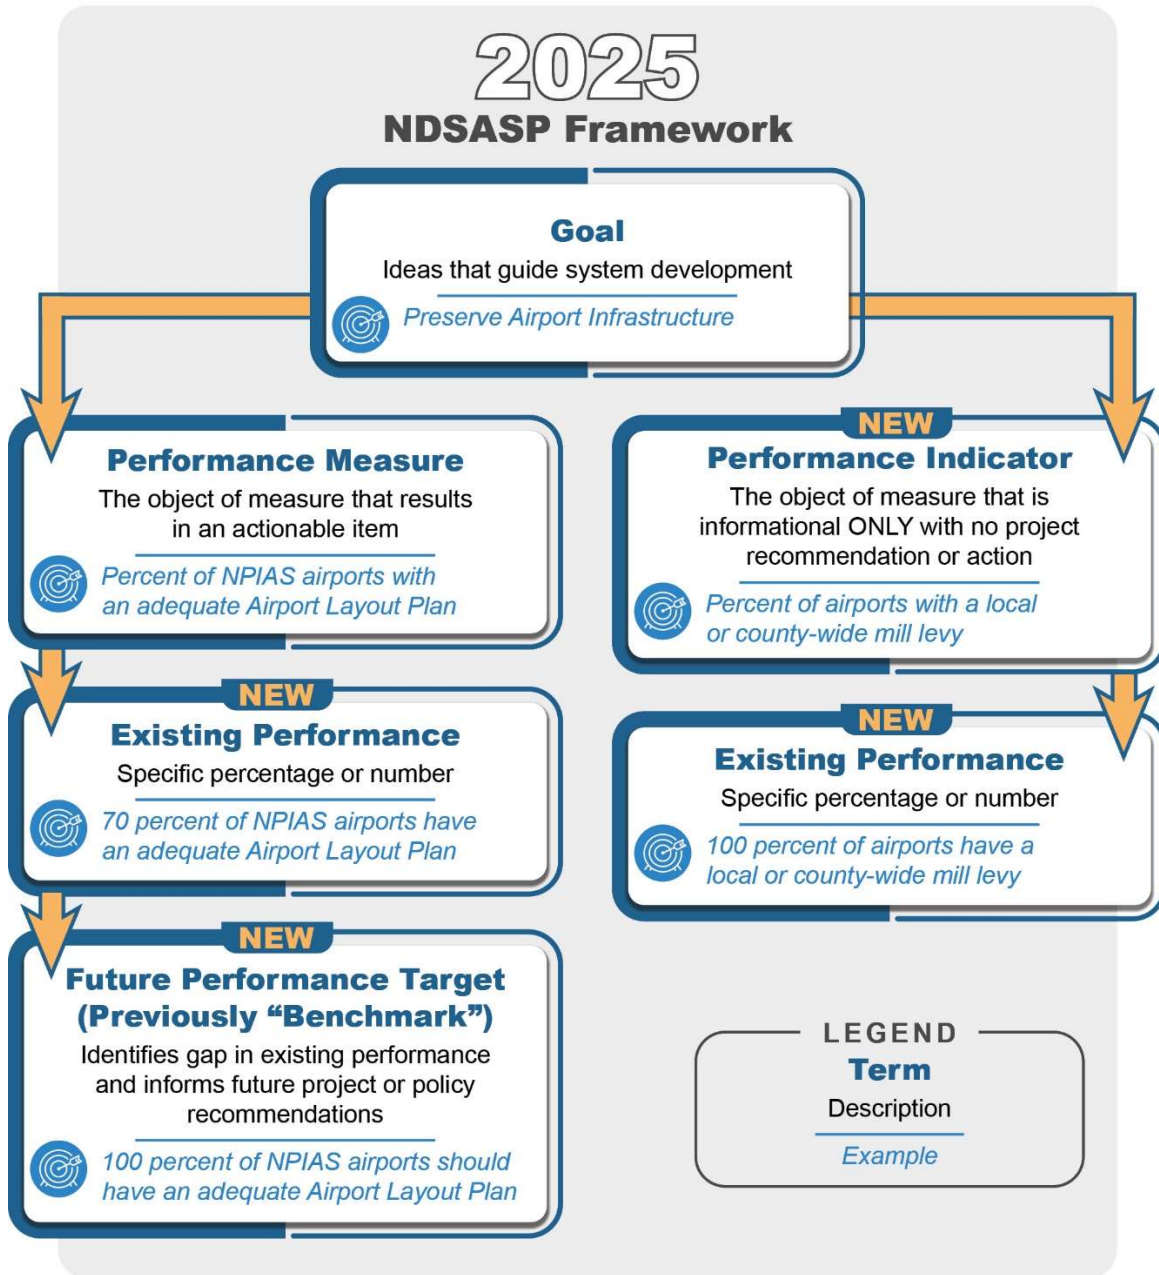 2025
NDSASP Framework
Goal
Ideas that guide system development
Preserve Airport Infrastructure
Performance Measure
The object of measure that results
in an actionable item
Percent of NPIAS airports with
an adequate Airport Layout Plan
NEW
Existing Performance
Specific percentage or number
70 percent of NPIAS airports have
an adequate Airport Layout Plan
NEW
Future Performance Target
(Previously “Benchmark”)
Identifies gap in existing performance
and informs future project or policy
recommendations
100 percent of NPIAS airports should
have an adequate Airport Layout Plan
NEW
Performance Indicator
The object of measure that is
informational ONLY with no project
recommendation or action
Percent of airports with a local
or county-wide mill levy
NEW
Existing Performance
Specific percentage or number
100 percent of airports have a
local or county-wide mill levy
LEGEND
Term
Description
Example